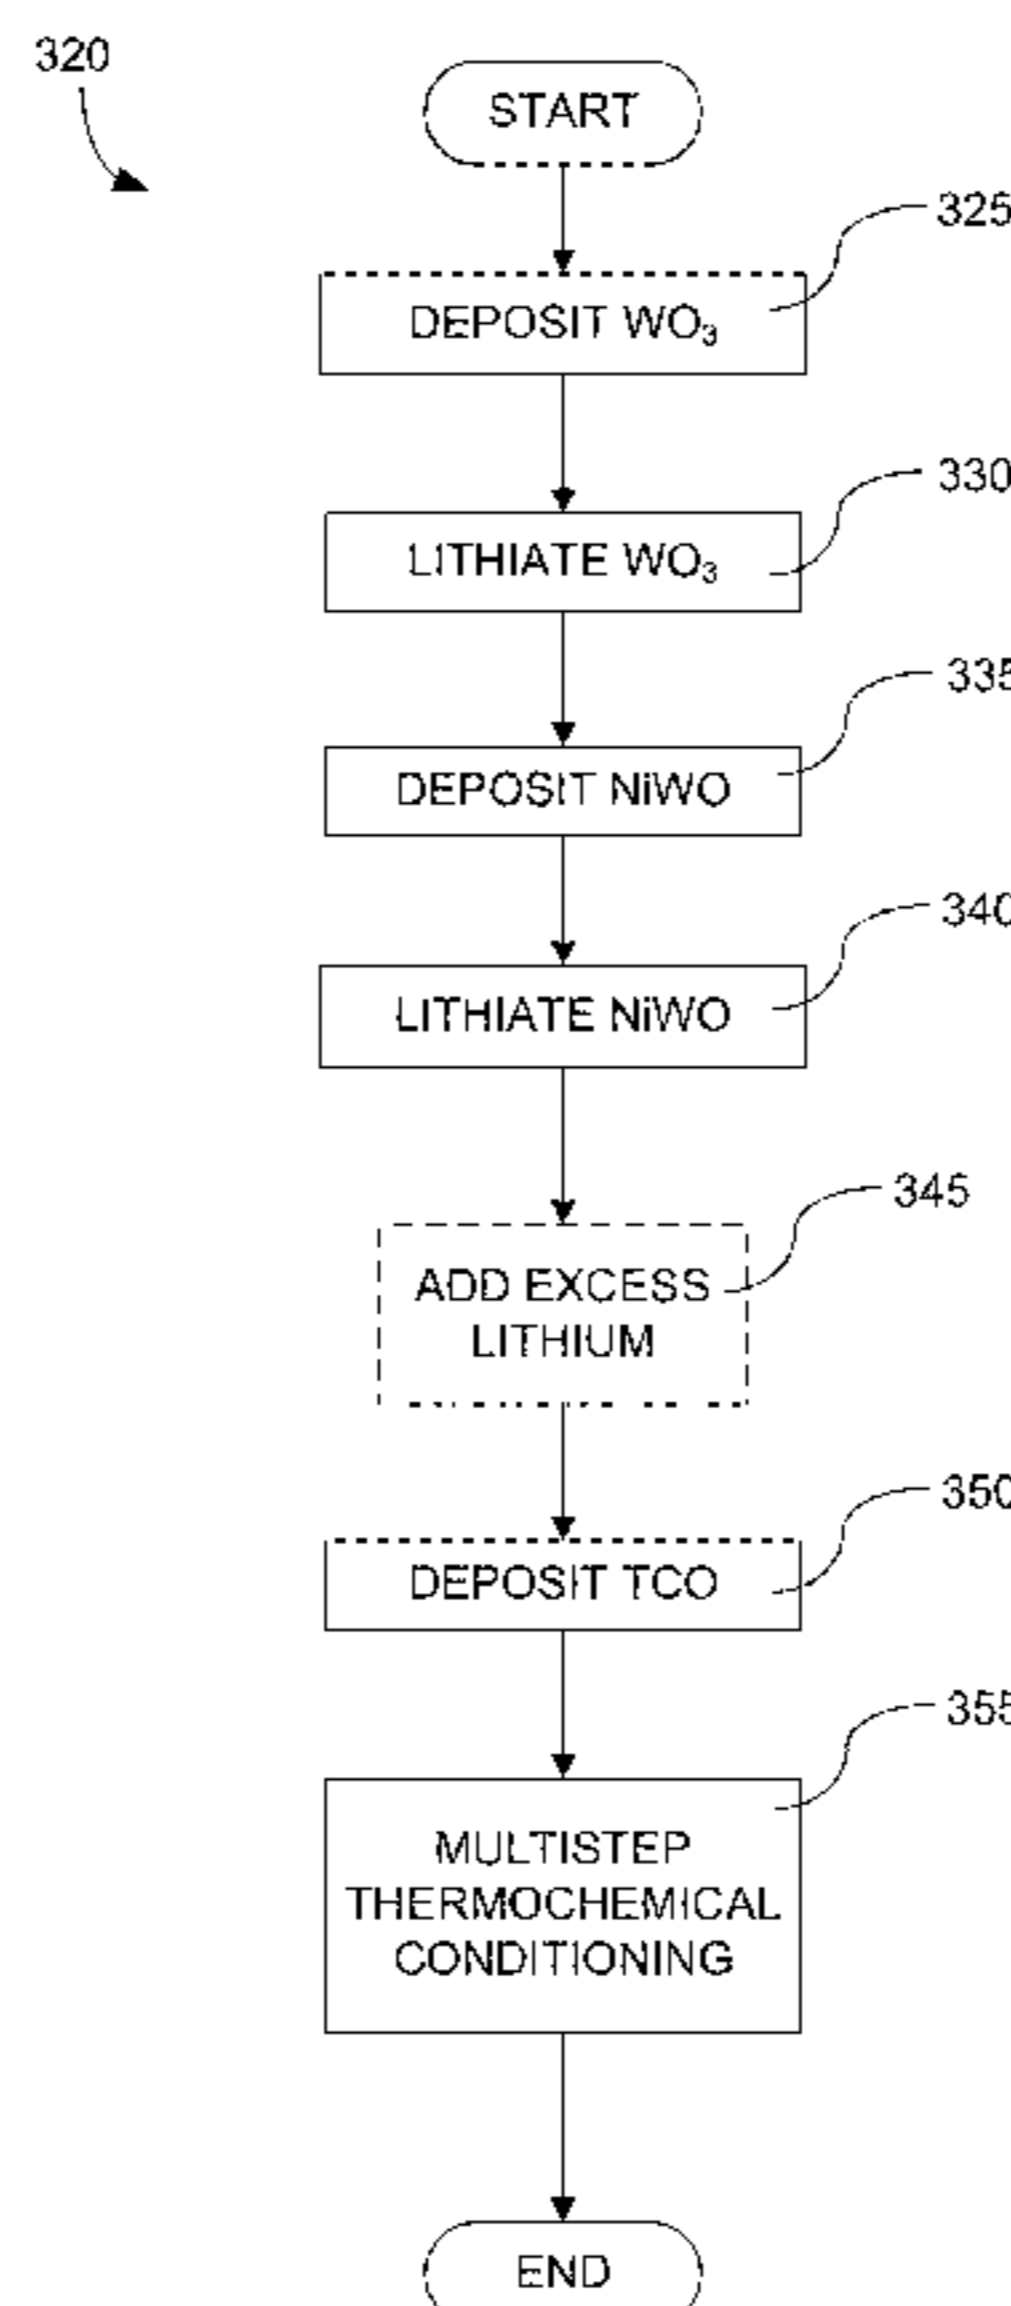 320
START
325
DEPOSIT WO₃
330
LITHIATE WO₃
335
DEPOSIT NiWO
340
LITHIATE NiWO
345
ADD EXCESS
LITHIUM
350
DEPOSIT TCO
355
MULTISTEP
THERMOCHEMICAL
CONDITIONING
END